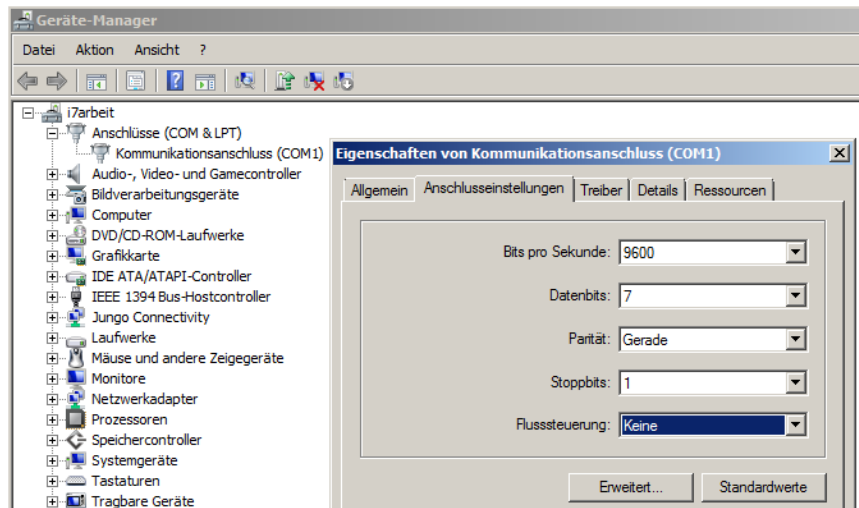 Geräte-Manager
Datei Aktion Ansicht ?
i7arbeit
Anschlüsse (COM & LPT)
Kommunikationsanschluss (COM1)
Audio-, Video- und Gamecontroller
Bildverarbeitungsgeräte
Computer
DVD/CD-ROM-Laufwerke
Grafikkarte
IDE ATA/ATAPI-Controller
IEEE 1394 Bus-Hostcontroller
Jungo Connectivity
Laufwerke
Mäuse und andere Zeigegeräte
Monitore
Netzwerkadapter
Prozessoren
Speichercontroller
Systemgeräte
Tastaturen
Tragbare Geräte
Eigenschaften von Kommunikationsanschluss (COM1)
Allgemein Anschlusseinstellungen Treiber Details Ressourcen
Bits pro Sekunde: 9600
Datenbits: 7
Parität: Gerade
Stoppbits: 1
Flusssteuerung: Keine
Erweitert... Standardwerte